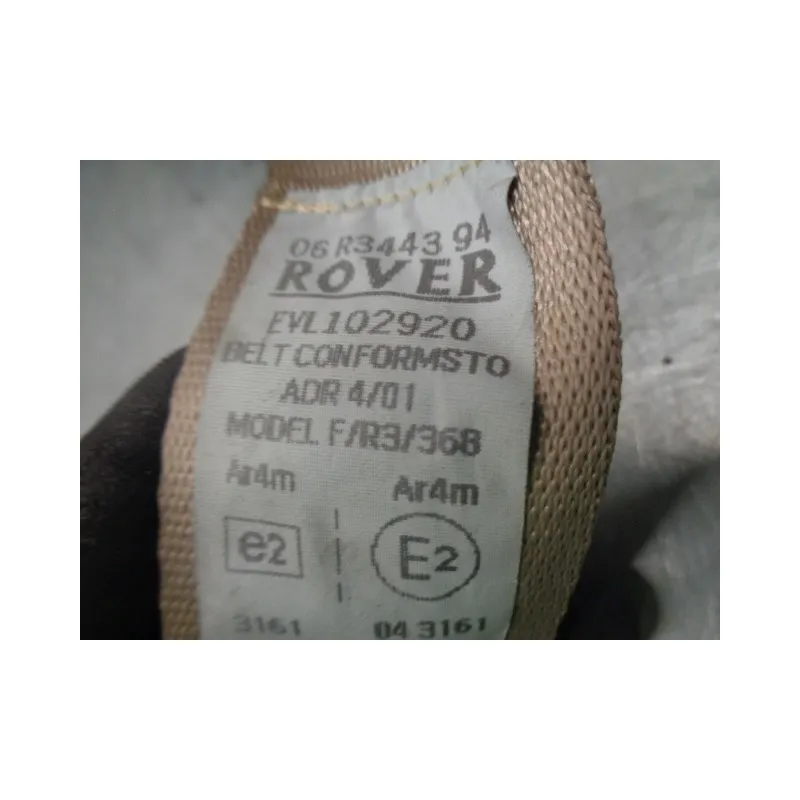 06 R3443 94
ROVER
EVL102920
BELT CONFORMSTO
ADR 4/01
MODEL F/R3/368
Ar4m Ar4m
e2 E2
3161 04 3161